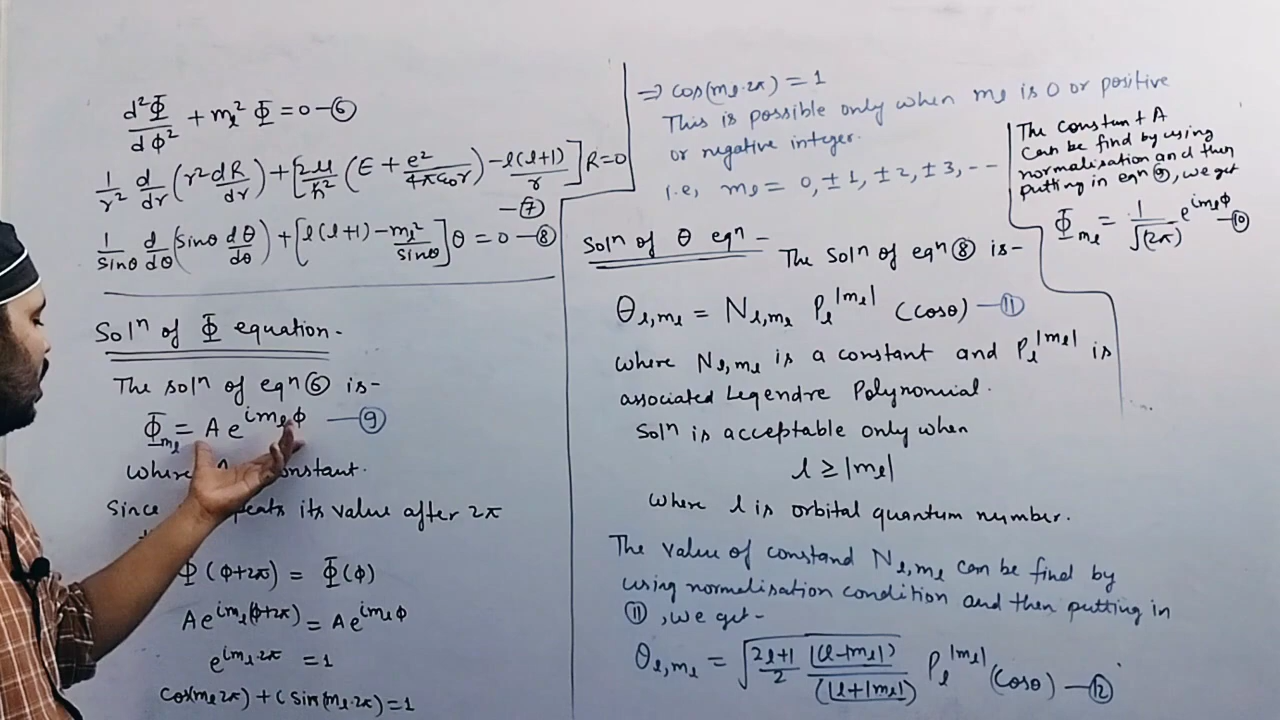 d²Φ/dϕ² + mₗ² Φ = 0 —⑥
1/r² d/dr (r² dR/dr) + [2μ/ħ² (E + e²/4πε₀r) – l(l+1)/r] R = 0
—⑦
1/sinθ d/dθ (sinθ dθ/dθ) + [l(l+1) – mₗ²/sinθ] θ = 0 —⑧
Solⁿ of Φ equation-
The solⁿ of eqⁿ ⑥ is-
Φₘₗ = A e^{imₗϕ} —⑨
where constant.
Since its value after 2π
Φ(ϕ+2π) = Φ(ϕ)
A e^{imₗ(ϕ+2π)} = A e^{imₗϕ}
e^{imₗ·2π} = 1
cos(mₗ2π) + i sin(mₗ·2π) = 1
⇒ cos(mₗ·2π) = 1
This is possible only when mₗ is 0 or positive
or negative integer.
i.e, mₗ = 0, ±1, ±2, ±3, --
The constant A
can be find by using
normalisation and then
putting in eqⁿ ⑨, we get
Φₘₗ = 1/√(2π) e^{imₗϕ} —⑩
Solⁿ of θ eqⁿ –
The solⁿ of eqⁿ ⑧ is-
θₗ,ₘₗ = Nₗ,ₘₗ Pₗ^{|mₗ|} (cosθ) —⑪
where Nₗ,ₘₗ is a constant and Pₗ^{|mₗ|} is
associated Legendre Polynomial.
Solⁿ is acceptable only when
l ≥ |mₗ|
where l is orbital quantum number.
The value of constand Nₗ,ₘₗ can be find by
using normalisation condition and then putting in
⑪, we get-
θₗ,ₘₗ = √(2l+1/2 (l-|mₗ|)/(l+|mₗ|)) Pₗ^{|mₗ|} (cosθ) —⑫